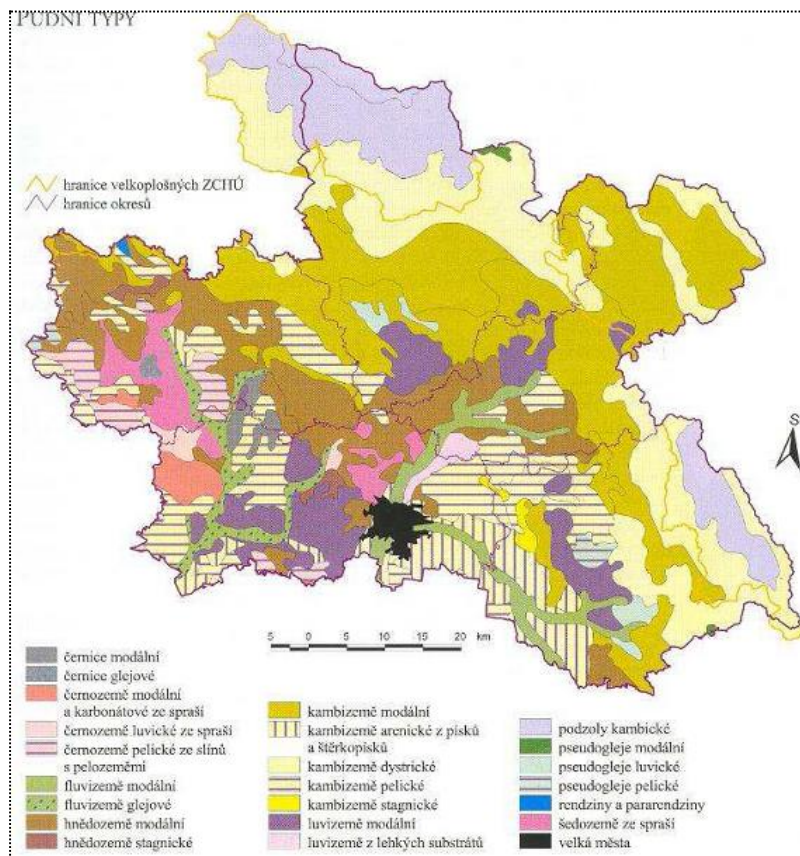 PŮDNÍ TYPY
hranice velkoplošných ZCHÚ
hranice okresů
S
5 0 5 10 15 20 km
černice modální
černice glejové
černozemě modální
a karbonátové ze spraší
černozemě luvické ze spraší
černozemě pelické ze slínů
s pelozeměmi
fluvizemě modální
fluvizemě glejové
hnědozemě modální
hnědozemě stagnické
kambizemě modální
kambizemě arenické z písků
a štěrkopísků
kambizemě dystrické
kambizemě pelické
kambizemě stagnické
luvizemě modální
luvizemě z lehkých substrátů
podzoly kambické
pseudogleje modální
pseudogleje luvické
pseudogleje pelické
rendziny a pararendziny
šedozemě ze spraší
velká města